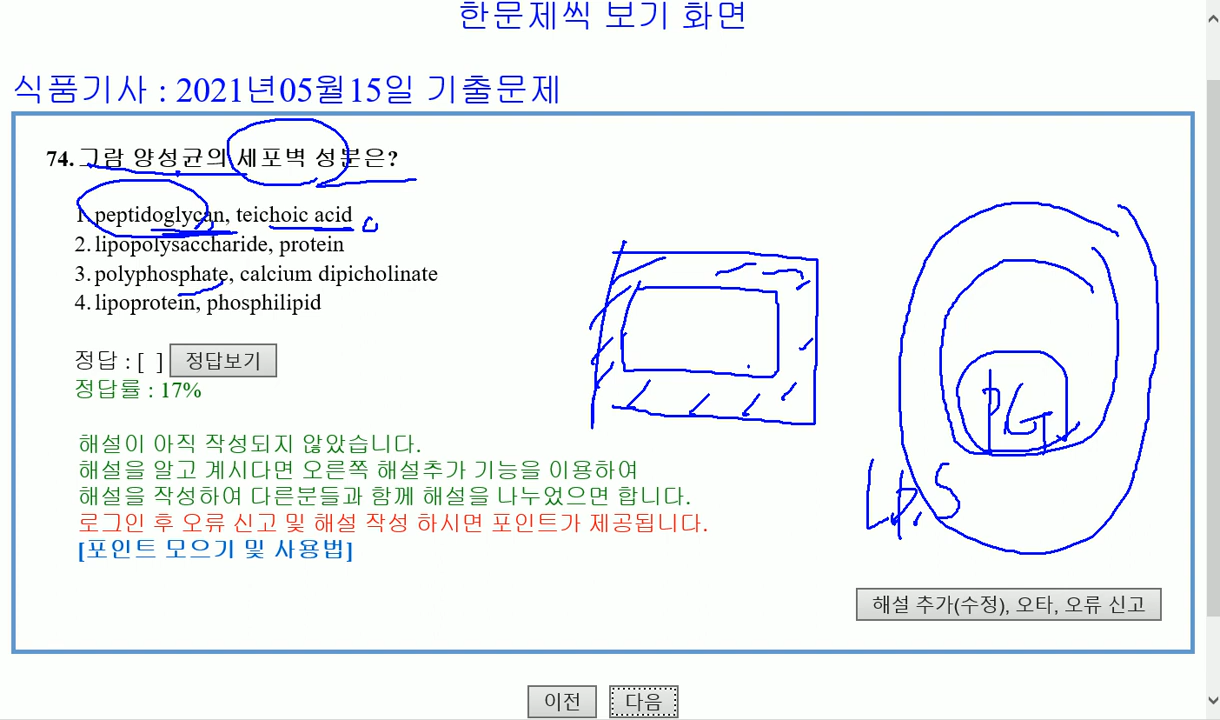 한문제씩 보기 화면
식품기사 : 2021년05월15일 기출문제
74. 그람 양성균의 세포벽 성분은?
1. peptidoglycan, teichoic acid
2. lipopolysaccharide, protein
3. polyphosphate, calcium dipicholinate
4. lipoprotein, phosphilipid
정답 : [ ] 정답보기
정답률 : 17%
해설이 아직 작성되지 않았습니다.
해설을 알고 계시다면 오른쪽 해설추가 기능을 이용하여
해설을 작성하여 다른분들과 함께 해설을 나누었으면 합니다.
로그인 후 오류 신고 및 해설 작성 하시면 포인트가 제공됩니다.
[포인트 모으기 및 사용법]
PG
LPS
해설 추가(수정), 오타, 오류 신고
이전 다음